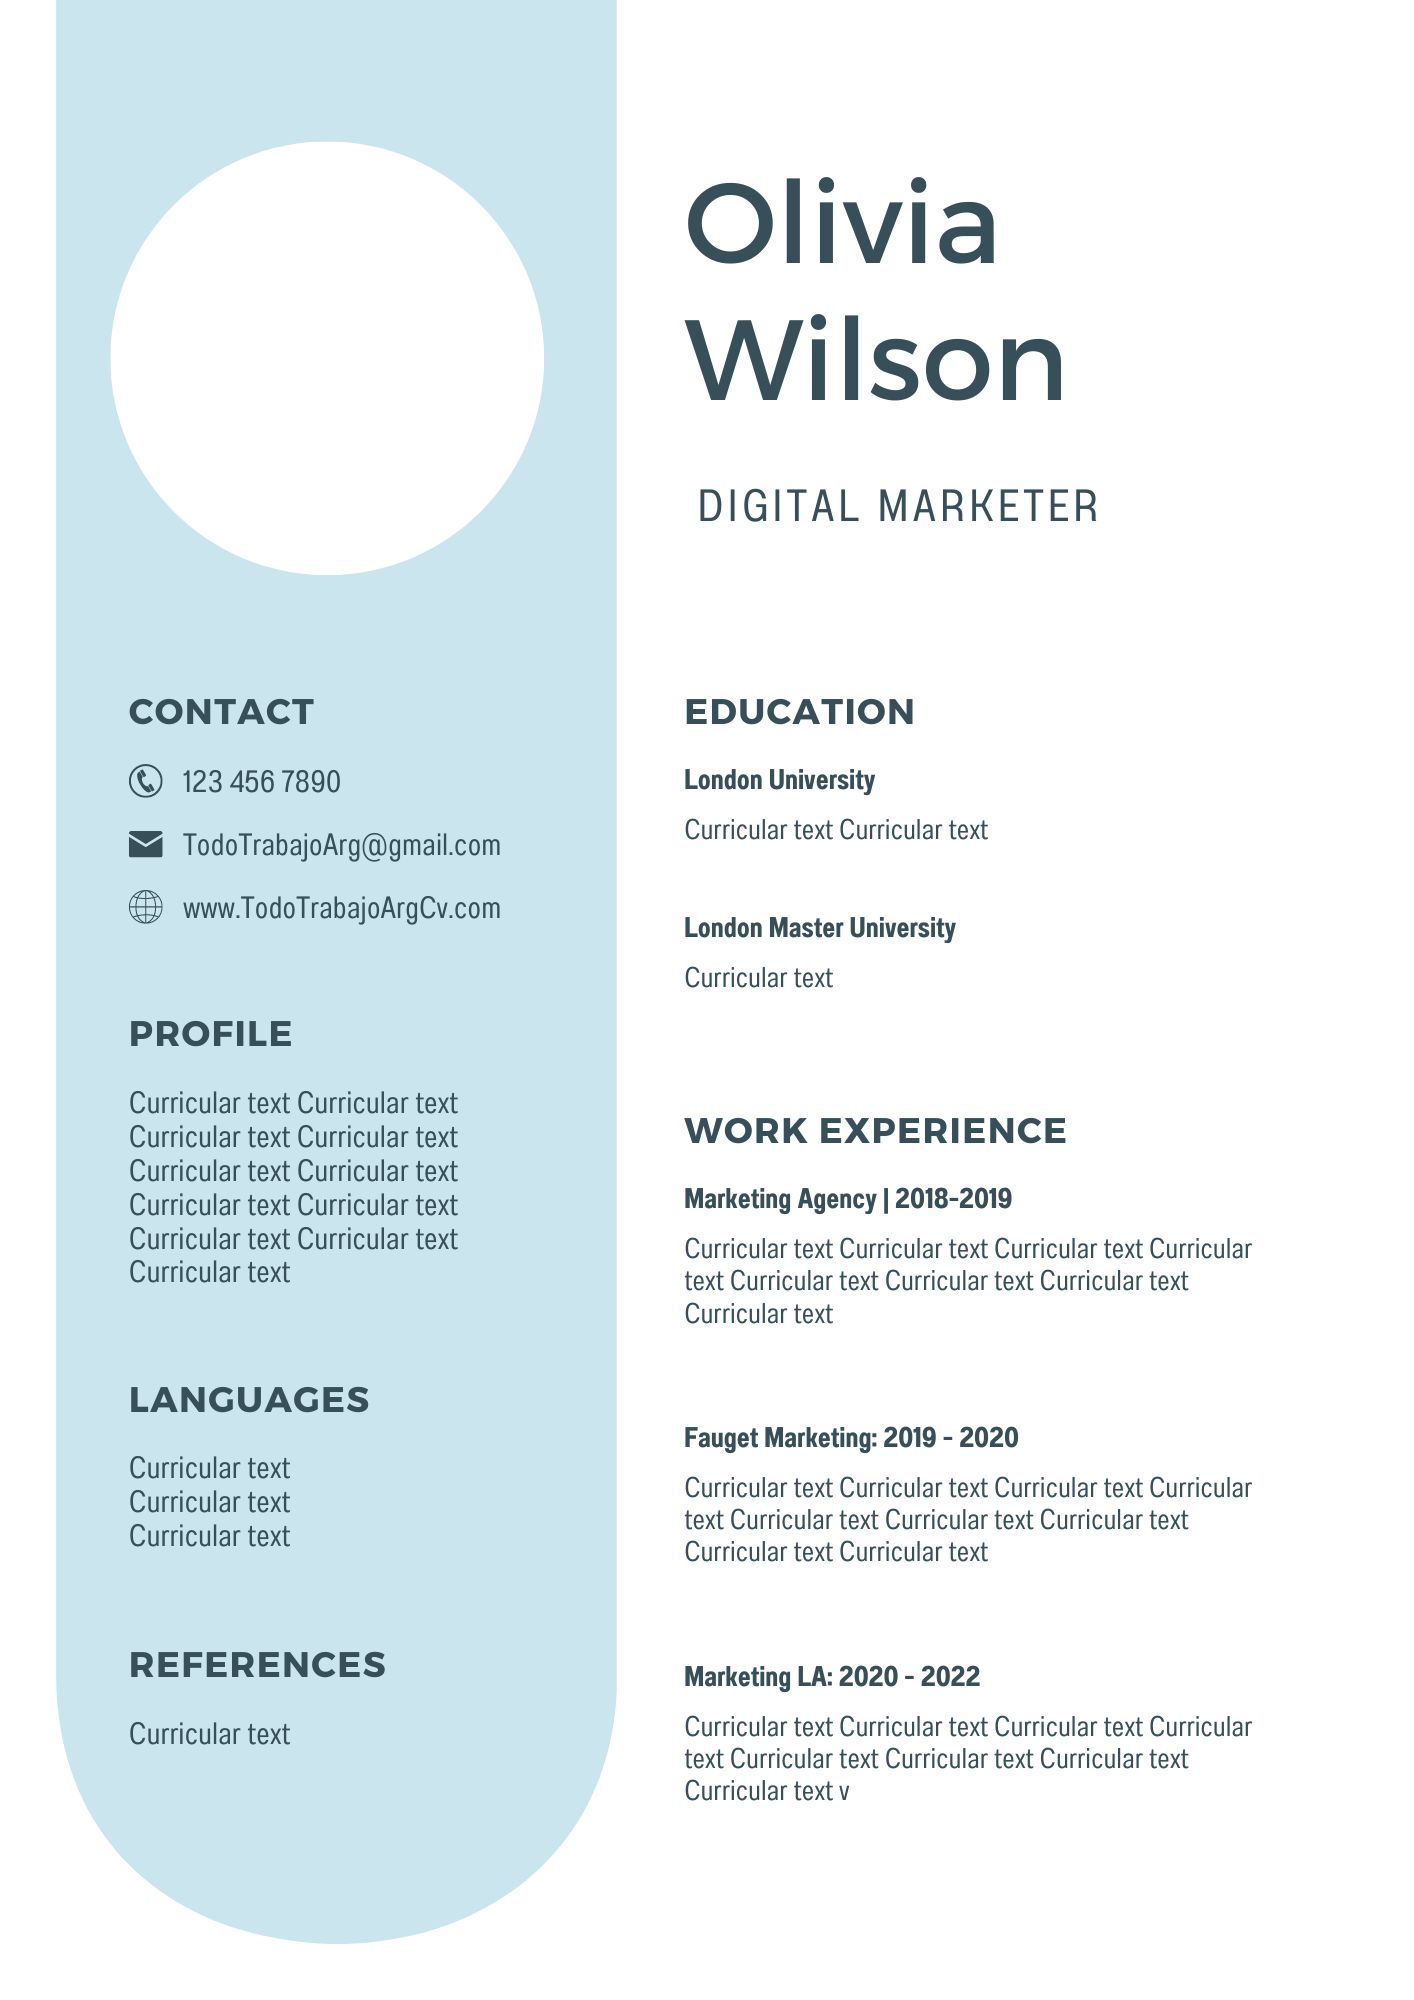 Olivia
Wilson
DIGITAL MARKETER
CONTACT
123 456 7890
TodoTrabajoArg@gmail.com
www.TodoTrabajoArgCv.com
PROFILE
Curricular text Curricular text
Curricular text Curricular text
Curricular text Curricular text
Curricular text Curricular text
Curricular text Curricular text
Curricular text
LANGUAGES
Curricular text
Curricular text
Curricular text
REFERENCES
Curricular text
EDUCATION
London University
Curricular text Curricular text
London Master University
Curricular text
WORK EXPERIENCE
Marketing Agency | 2018-2019
Curricular text Curricular text Curricular text Curricular
text Curricular text Curricular text Curricular text
Curricular text
Fauget Marketing: 2019 - 2020
Curricular text Curricular text Curricular text Curricular
text Curricular text Curricular text Curricular text
Curricular text Curricular text
Marketing LA: 2020 - 2022
Curricular text Curricular text Curricular text Curricular
text Curricular text Curricular text Curricular text
Curricular text v